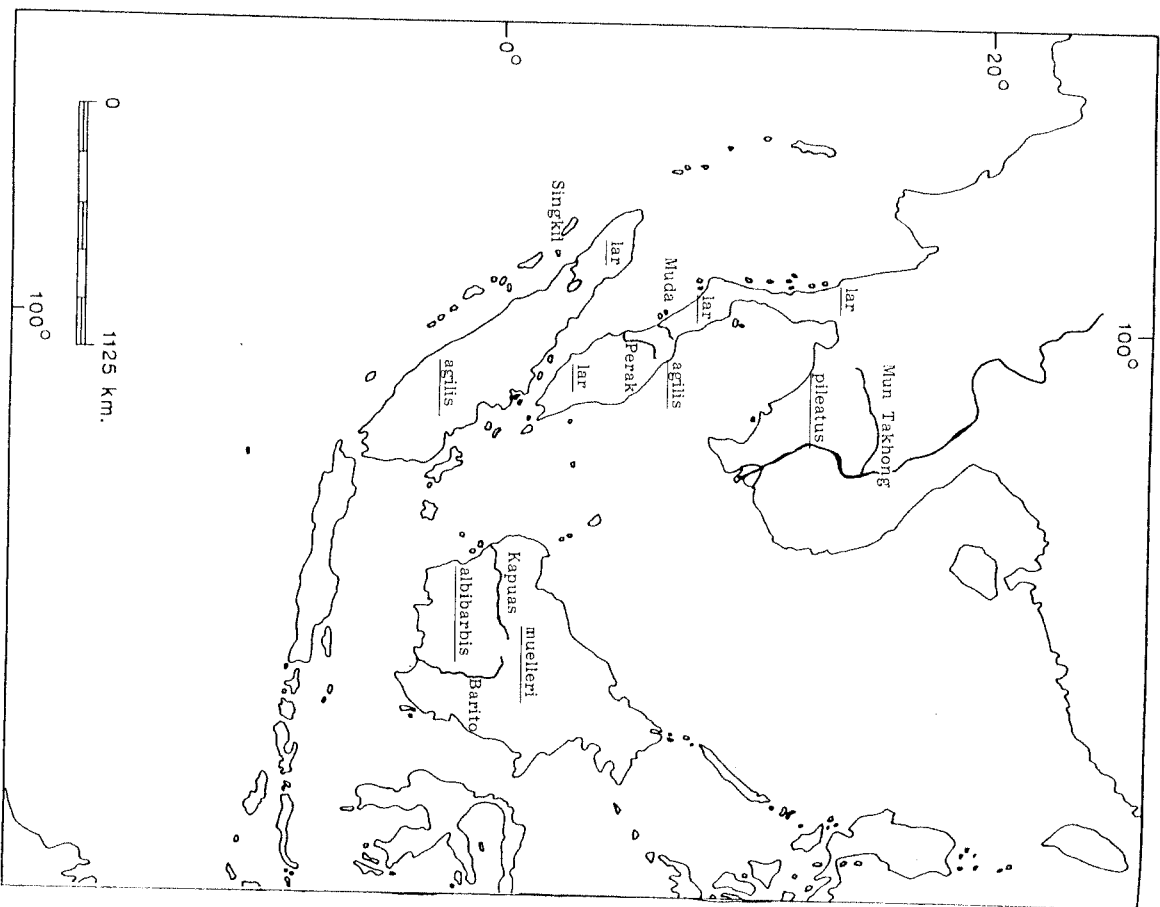 100°
20°
0°
lar
Mun Takhong
pileatus
lar
Muda
agilis
Perak
lar
lar
Singkil
agilis
Kapuas
muelleri
albibarbis
Barito
100°
0
1125 km.